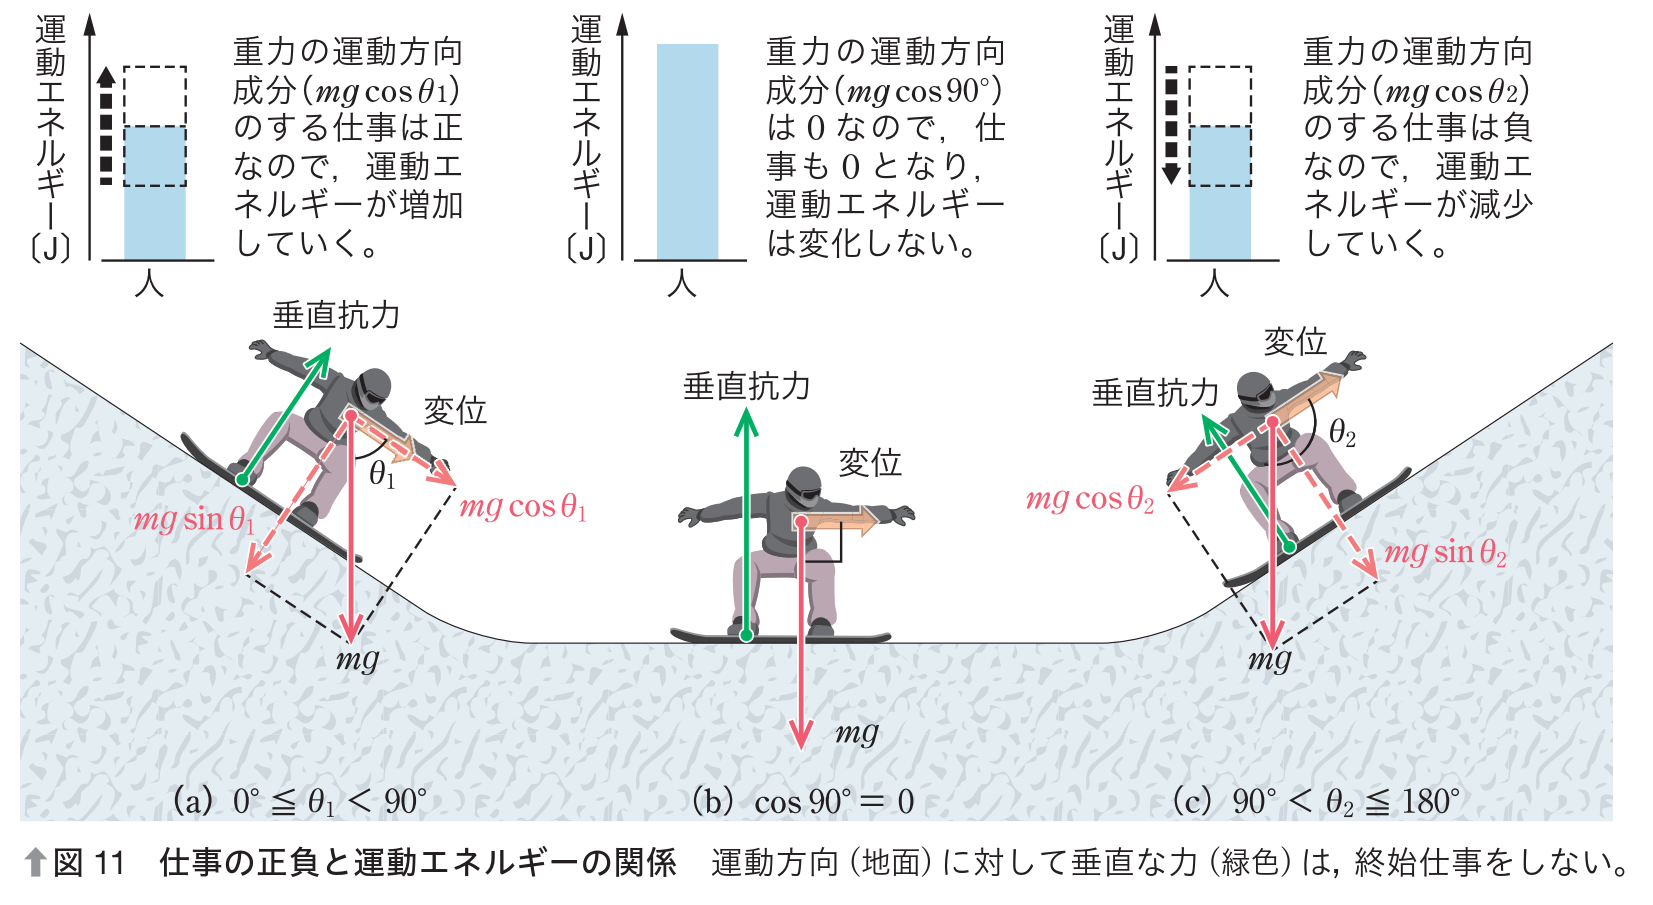 運動エネルギー〔J〕
人
重力の運動方向
成分(mg cos θ1)
のする仕事は正
なので，運動エ
ネルギーが増加
していく。
運動エネルギー〔J〕
人
重力の運動方向
成分(mg cos 90°)
は 0 なので，仕
事も 0 となり，
運動エネルギー
は変化しない。
運動エネルギー〔J〕
人
重力の運動方向
成分(mg cos θ2)
のする仕事は負
なので，運動エ
ネルギーが減少
していく。
垂直抗力
変位
θ1
mg sin θ1
mg cos θ1
mg
垂直抗力
変位
mg
変位
垂直抗力
θ2
mg cos θ2
mg sin θ2
mg
(a) 0° ≦ θ1 < 90°
(b) cos 90° = 0
(c) 90° < θ2 ≦ 180°
図 11 仕事の正負と運動エネルギーの関係 運動方向(地面)に対して垂直な力(緑色)は，終始仕事をしない。